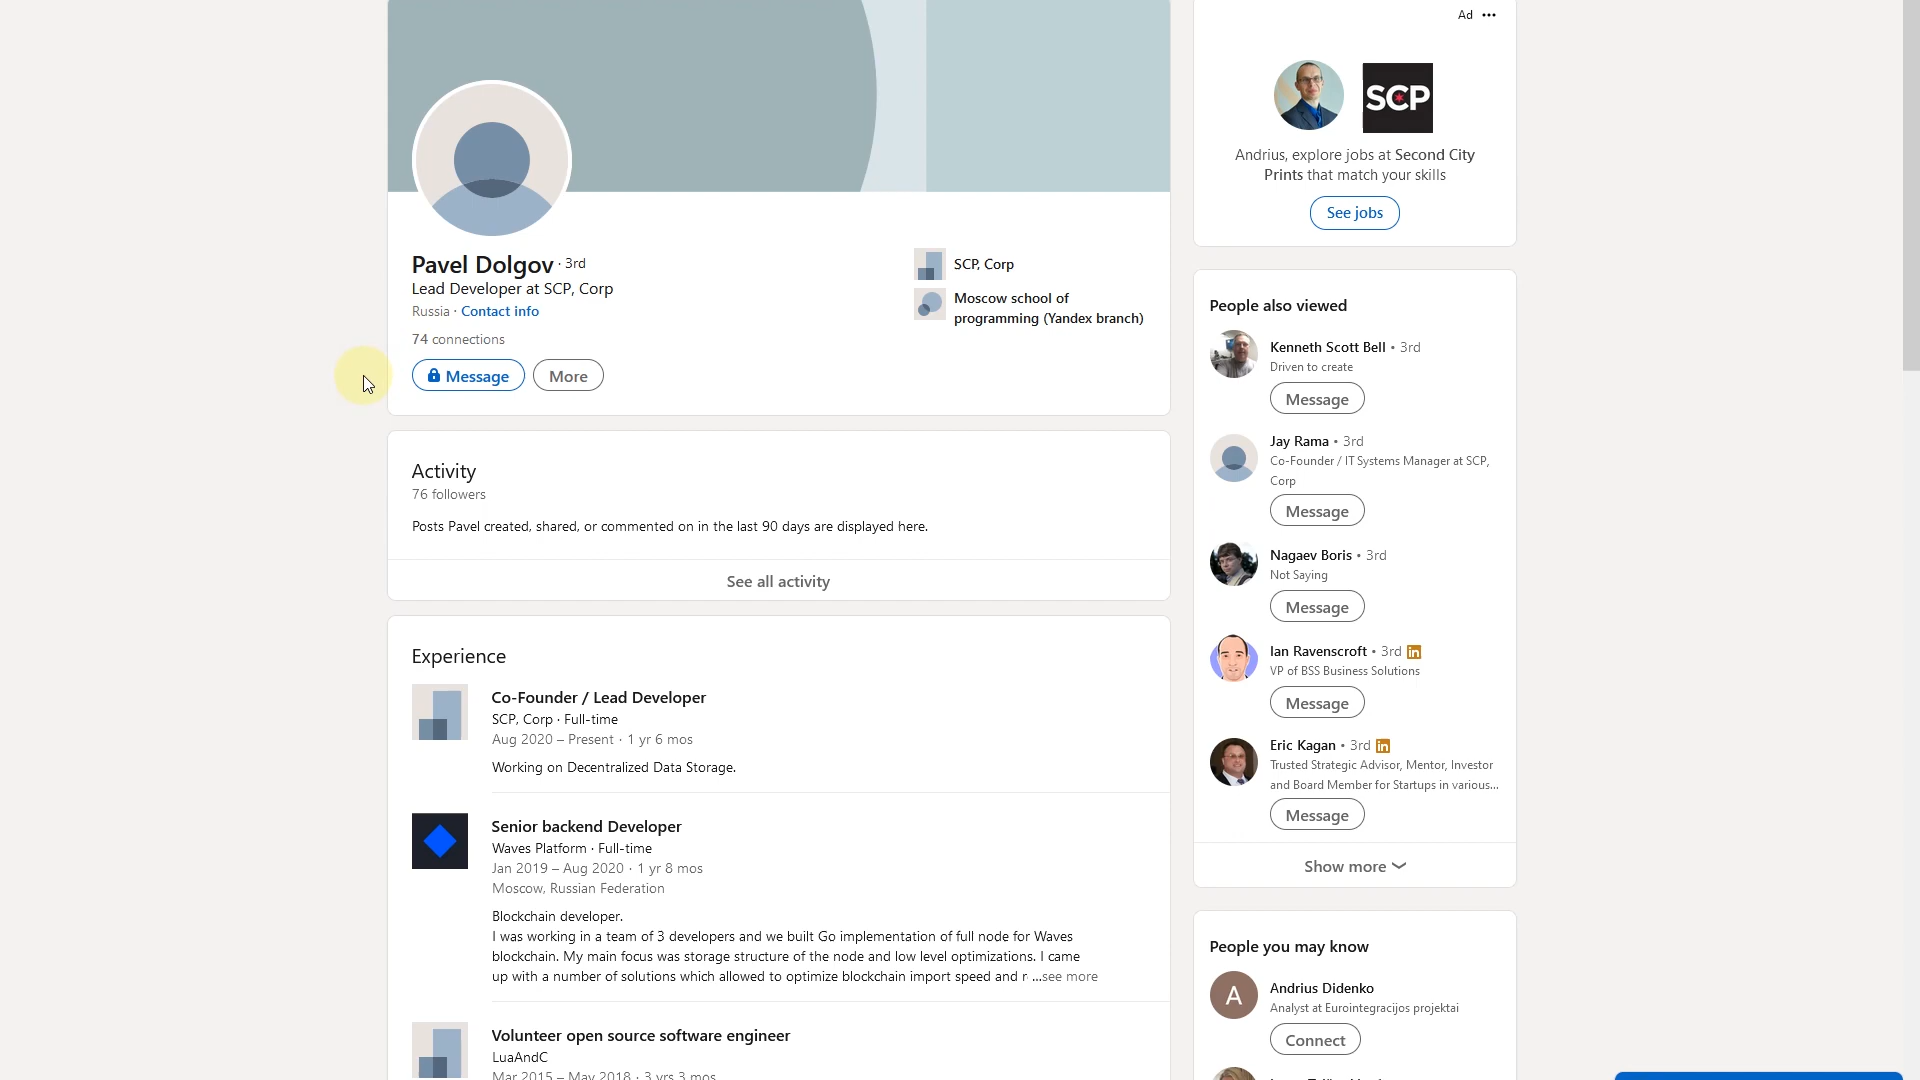 Ad
SCP
Andrius, explore jobs at Second City
Prints that match your skills
See jobs
Pavel Dolgov · 3rd
Lead Developer at SCP, Corp
Russia · Contact info
74 connections
Message
More
SCP, Corp
Moscow school of
programming (Yandex branch)
Activity
76 followers
Posts Pavel created, shared, or commented on in the last 90 days are displayed here.
See all activity
Experience
Co-Founder / Lead Developer
SCP, Corp · Full-time
Aug 2020 – Present · 1 yr 6 mos
Working on Decentralized Data Storage.
Senior backend Developer
Waves Platform · Full-time
Jan 2019 – Aug 2020 · 1 yr 8 mos
Moscow, Russian Federation
Blockchain developer.
I was working in a team of 3 developers and we built Go implementation of full node for Waves
blockchain. My main focus was storage structure of the node and low level optimizations. I came
up with a number of solutions which allowed to optimize blockchain import speed and r ...see more
Volunteer open source software engineer
LuaAndC
Mar 2015 – May 2018 · 3 yrs 3 mos
People also viewed
Kenneth Scott Bell • 3rd
Driven to create
Message
Jay Rama • 3rd
Co-Founder / IT Systems Manager at SCP,
Corp
Message
Nagaev Boris • 3rd
Not Saying
Message
Ian Ravenscroft • 3rd in
VP of BSS Business Solutions
Message
Eric Kagan • 3rd in
Trusted Strategic Advisor, Mentor, Investor
and Board Member for Startups in various...
Message
Show more
People you may know
A
Andrius Didenko
Analyst at Eurointegracijos projektai
Connect